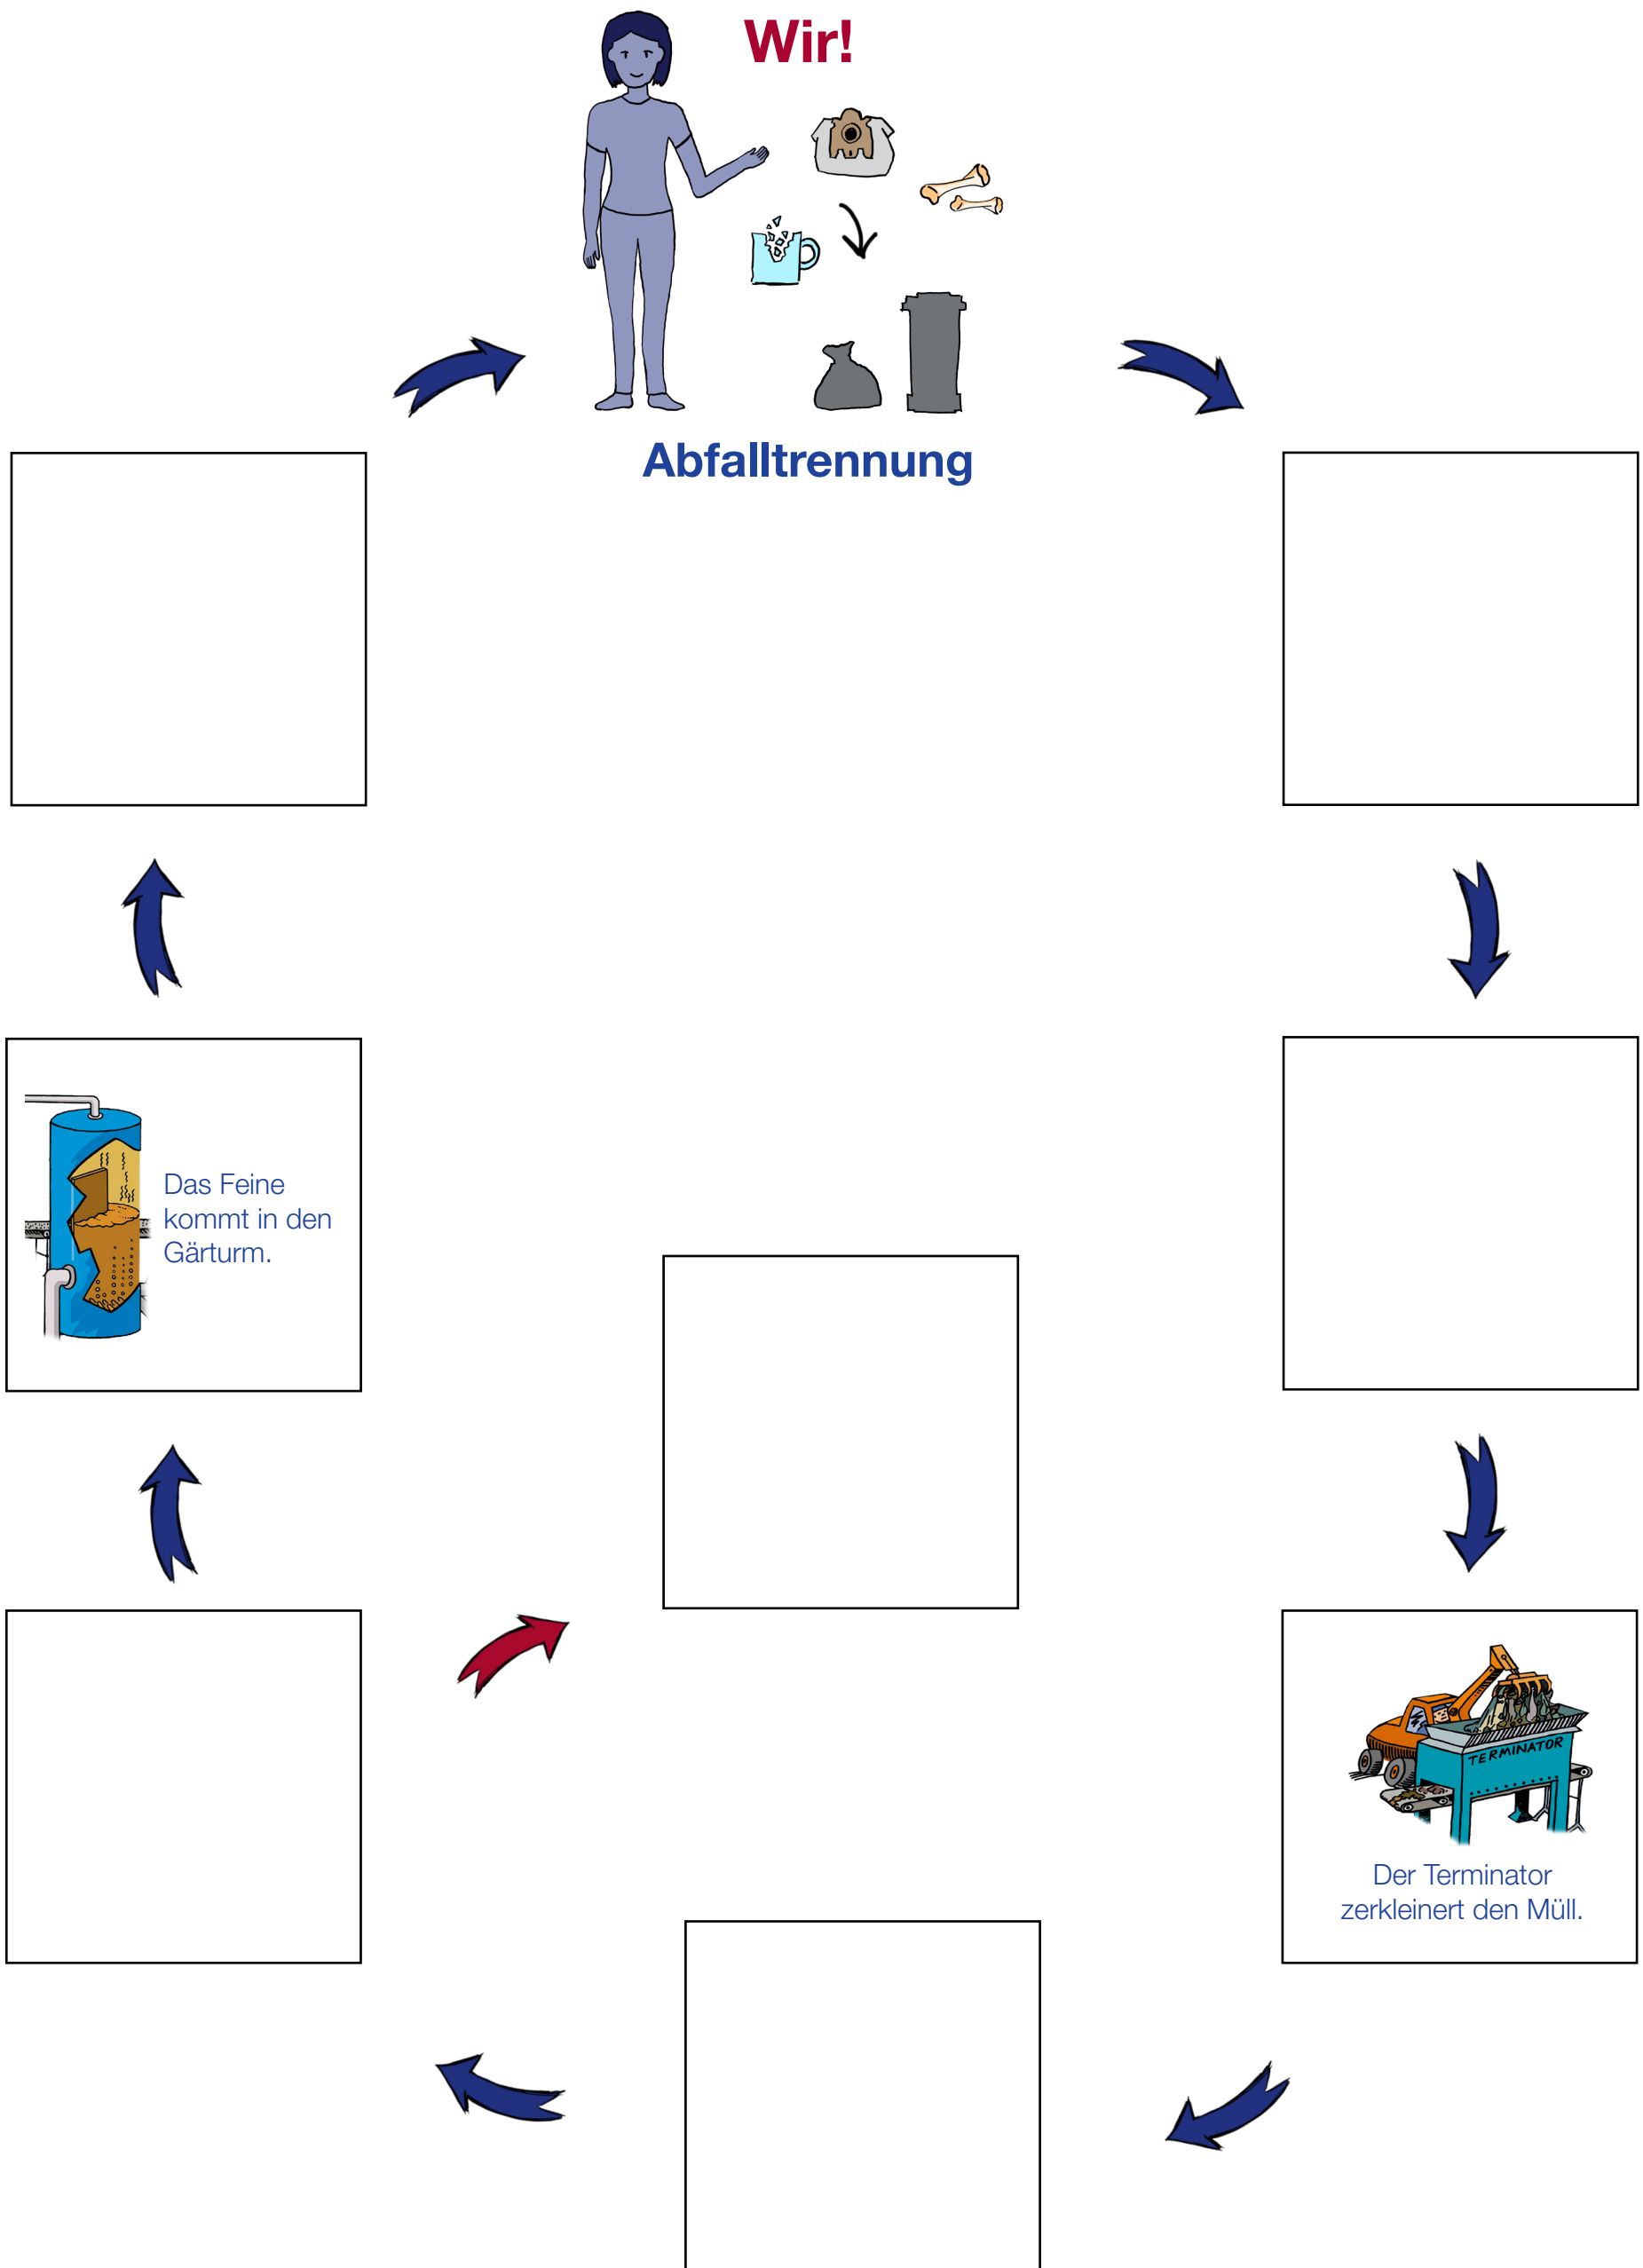 Wir!
Abfalltrennung
Das Feine
kommt in den
Gärturm.
TERMINATOR
Der Terminator
zerkleinert den Müll.